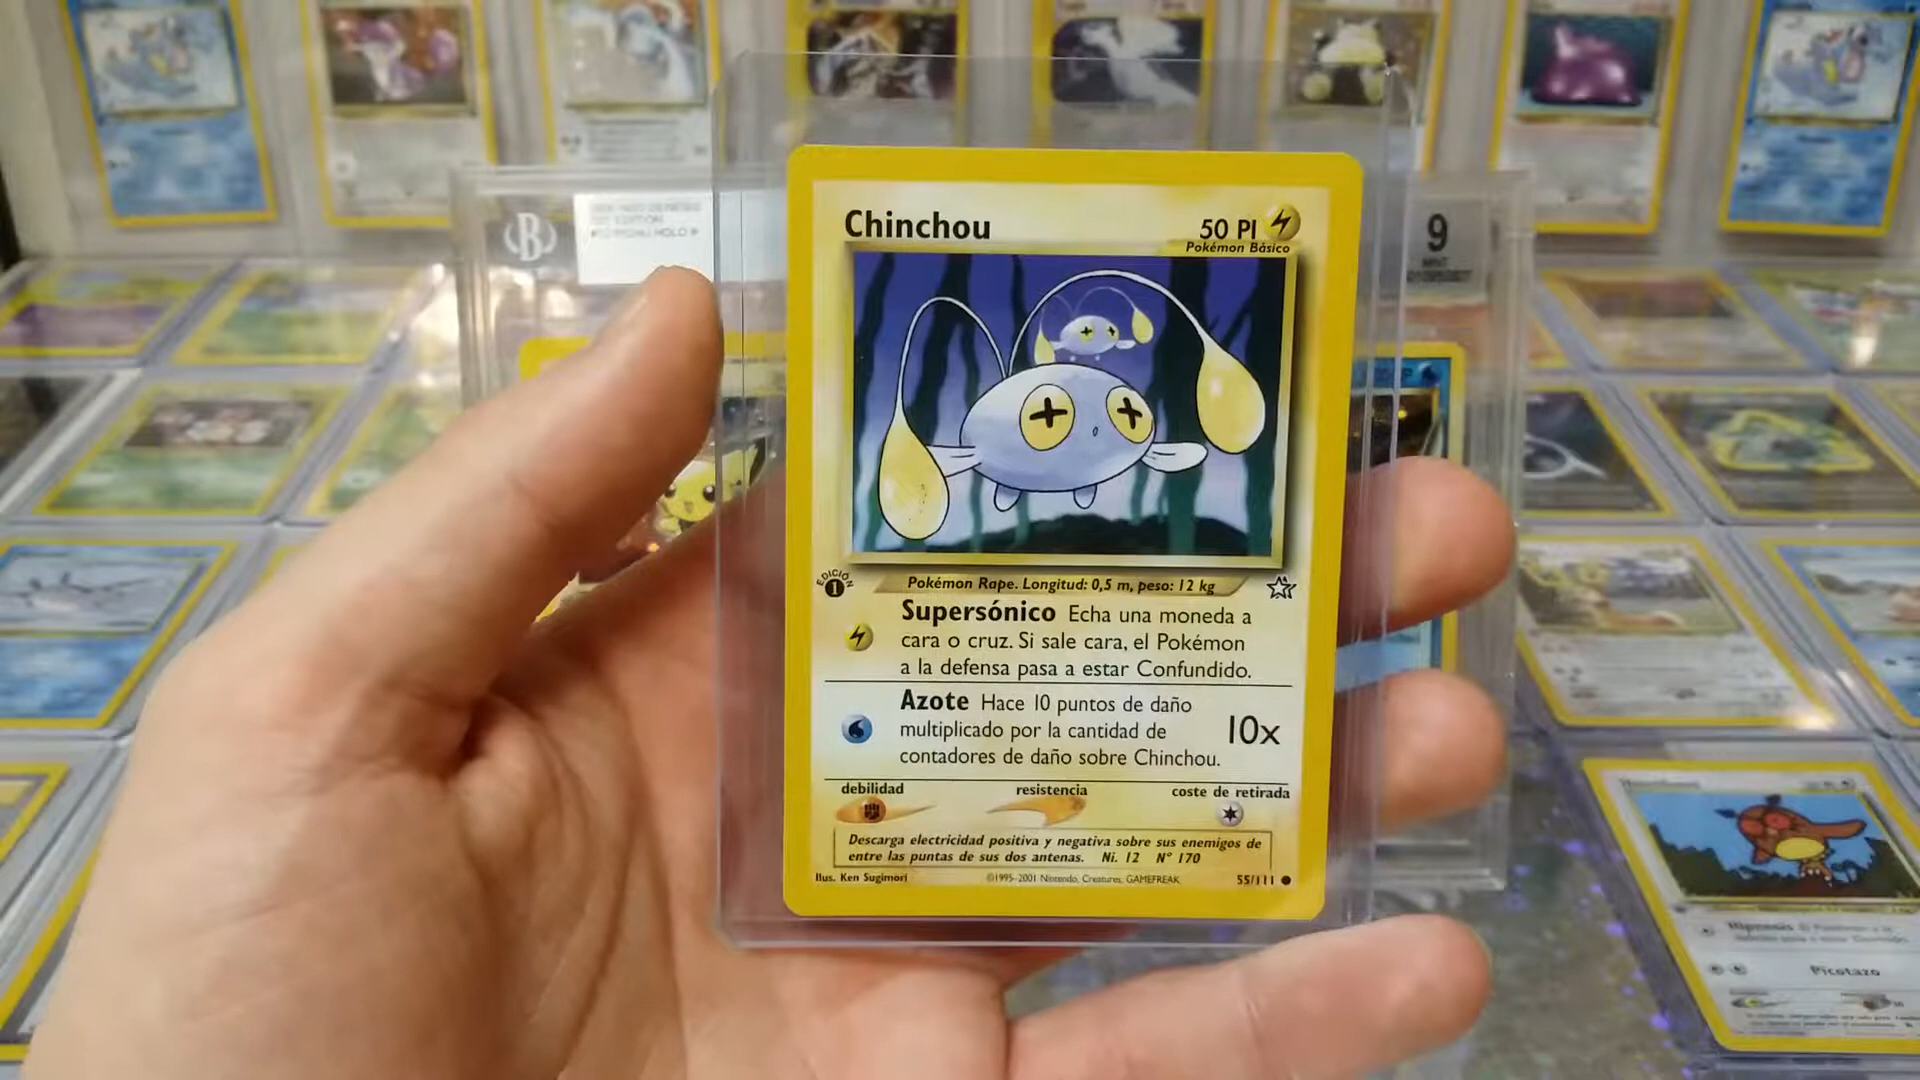 Chinchou
50 PI
Pokémon Básico
EDICIÓN
1
Pokémon Rape. Longitud: 0,5 m, peso: 12 kg
Supersónico Echa una moneda a
cara o cruz. Si sale cara, el Pokémon
a la defensa pasa a estar Confundido.
Azote Hace 10 puntos de daño
multiplicado por la cantidad de
contadores de daño sobre Chinchou.
10x
debilidad resistencia coste de retirada
Descarga electricidad positiva y negativa sobre sus enemigos de
entre las puntas de sus dos antenas. Ni. 12 Nº 170
Ilus. Ken Sugimori ©1995-2001 Nintendo, Creatures, GAMEFREAK 55/111
B
9
Hipnosis
Picotazo